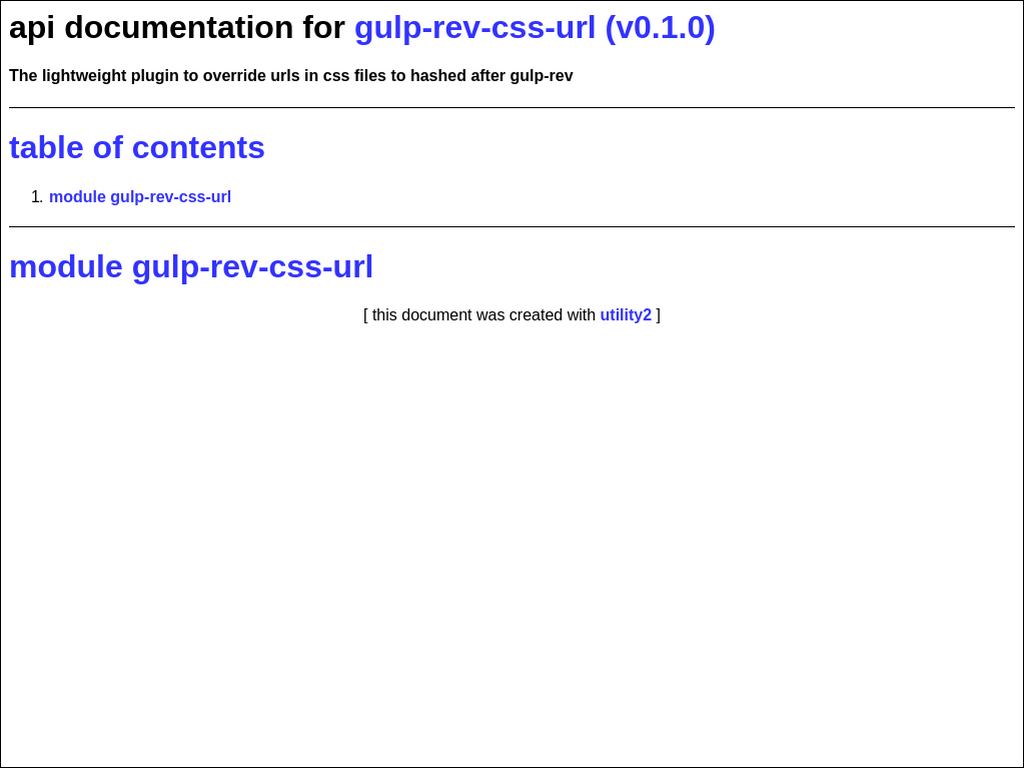 api documentation for gulp-rev-css-url (v0.1.0)
The lightweight plugin to override urls in css files to hashed after gulp-rev
table of contents
1. module gulp-rev-css-url
module gulp-rev-css-url
[ this document was created with utility2 ]